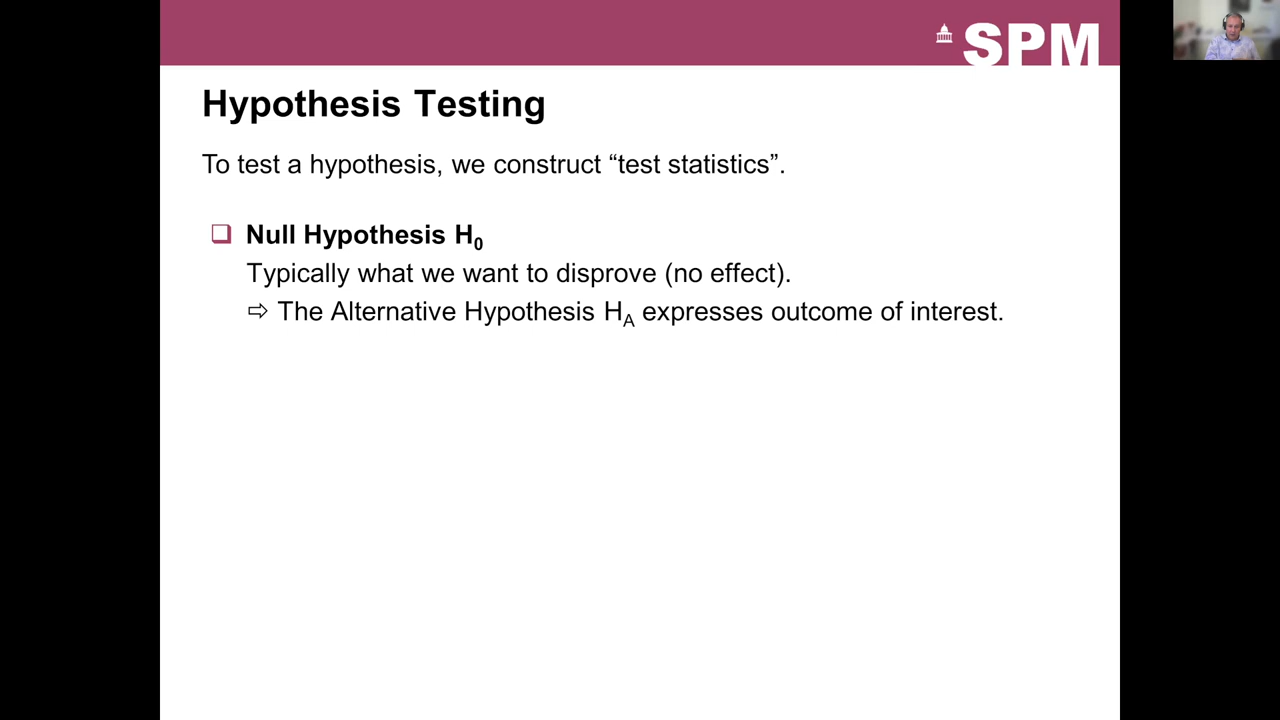 SPM
Hypothesis Testing
To test a hypothesis, we construct “test statistics”.
Null Hypothesis H₀
Typically what we want to disprove (no effect).
⇨ The Alternative Hypothesis Hᴀ expresses outcome of interest.